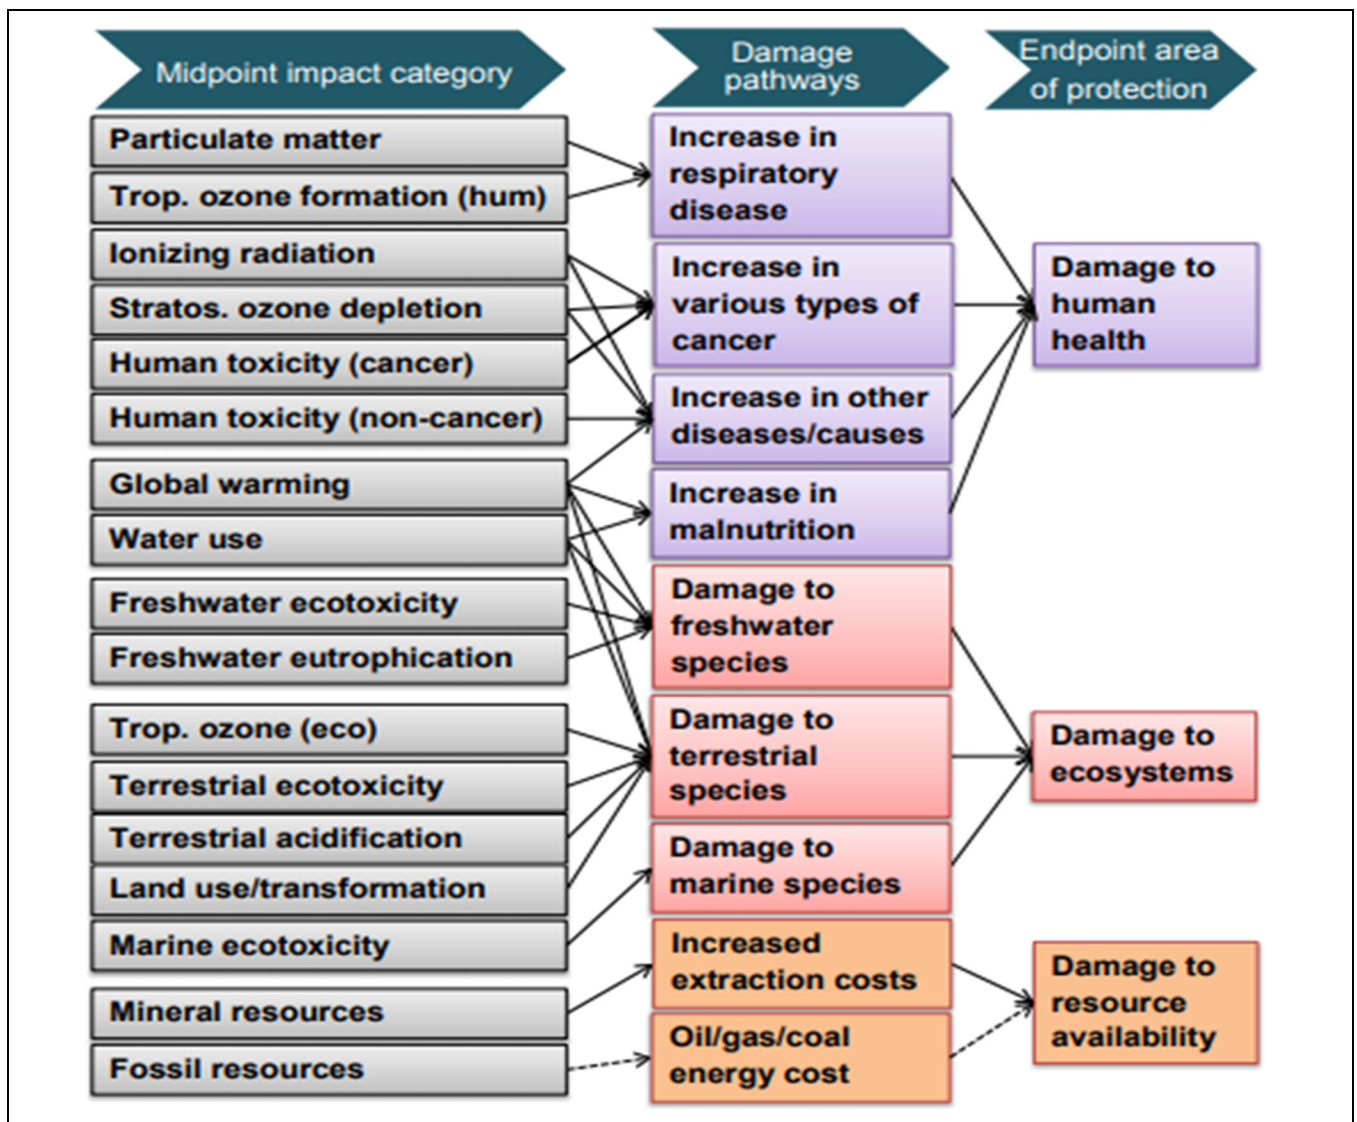 Midpoint impact category
Damage
pathways
Endpoint area
of protection
Particulate matter
Trop. ozone formation (hum)
Ionizing radiation
Stratos. ozone depletion
Human toxicity (cancer)
Human toxicity (non-cancer)
Global warming
Water use
Freshwater ecotoxicity
Freshwater eutrophication
Trop. ozone (eco)
Terrestrial ecotoxicity
Terrestrial acidification
Land use/transformation
Marine ecotoxicity
Mineral resources
Fossil resources
Increase in
respiratory
disease
Increase in
various types of
cancer
Increase in other
diseases/causes
Increase in
malnutrition
Damage to
freshwater
species
Damage to
terrestrial
species
Damage to
marine species
Increased
extraction costs
Oil/gas/coal
energy cost
Damage to
human
health
Damage to
ecosystems
Damage to
resource
availability